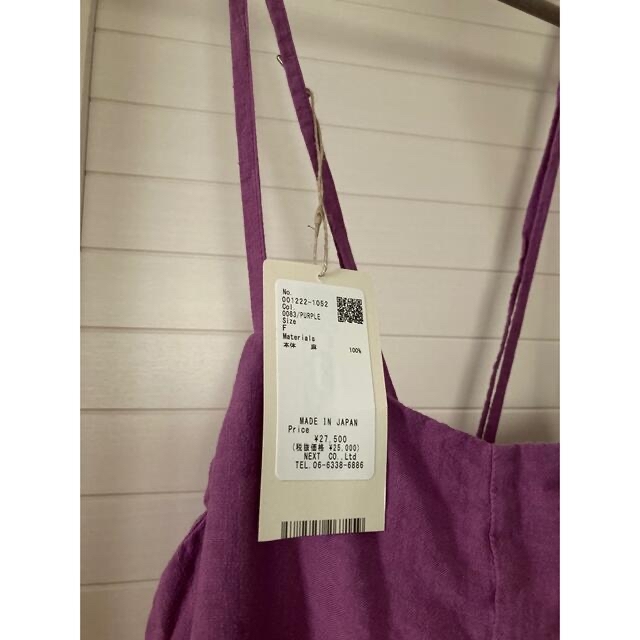 No.
001222-1052
Col.
0083/PURPLE
Size
F
Materials
本体 麻 100%
MADE IN JAPAN
Price
¥27,500
(税抜価格 ¥25,000)
NEXT CO.,Ltd
TEL.06-6338-6886